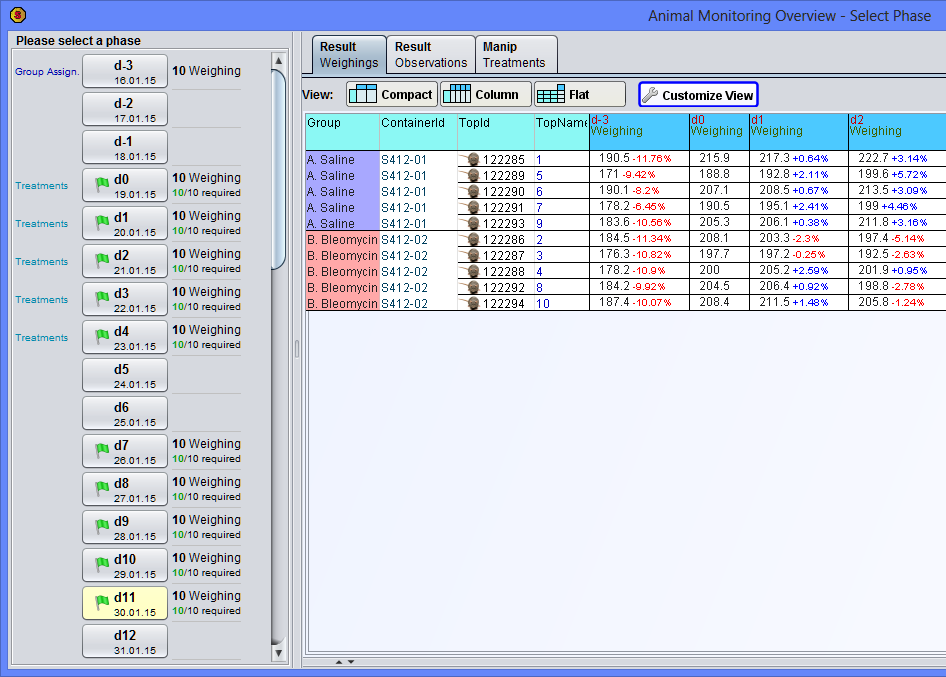 Animal Monitoring Overview - Select Phase
Please select a phase
Group Assign. d-3 10 Weighing
16.01.15
d-2
17.01.15
d-1
18.01.15
Treatments d0 10 Weighing
19.01.15 10/10 required
Treatments d1 10 Weighing
20.01.15 10/10 required
Treatments d2 10 Weighing
21.01.15 10/10 required
Treatments d3 10 Weighing
22.01.15 10/10 required
Treatments d4 10 Weighing
23.01.15 10/10 required
d5
24.01.15
d6
25.01.15
d7 10 Weighing
26.01.15 10/10 required
d8 10 Weighing
27.01.15 10/10 required
d9 10 Weighing
28.01.15 10/10 required
d10 10 Weighing
29.01.15 10/10 required
d11 10 Weighing
30.01.15 10/10 required
d12
31.01.15
Result Result Manip
Weighings Observations Treatments
View: Compact Column Flat Customize View
Group ContainerId TopId TopName d-3 d0 d1 d2
Weighing Weighing Weighing Weighing
A. Saline S412-01 122285 1 190.5 -11.76% 215.9 217.3 +0.64% 222.7 +3.14%
A. Saline S412-01 122289 5 171 -9.42% 188.8 192.8 +2.11% 199.6 +5.72%
A. Saline S412-01 122290 6 190.1 -8.2% 207.1 208.5 +0.67% 213.5 +3.09%
A. Saline S412-01 122291 7 178.2 -6.45% 190.5 195.1 +2.41% 199 +4.46%
A. Saline S412-01 122293 9 183.6 -10.56% 205.3 206.1 +0.38% 211.8 +3.16%
B. Bleomycin S412-02 122286 2 184.5 -11.34% 208.1 203.3 -2.3% 197.4 -5.14%
B. Bleomycin S412-02 122287 3 176.3 -10.82% 197.7 197.2 -0.25% 192.5 -2.63%
B. Bleomycin S412-02 122288 4 178.2 -10.9% 200 205.2 +2.59% 201.9 +0.95%
B. Bleomycin S412-02 122292 8 184.2 -9.92% 204.5 206.4 +0.92% 198.8 -2.78%
B. Bleomycin S412-02 122294 10 187.4 -10.07% 208.4 211.5 +1.48% 205.8 -1.24%